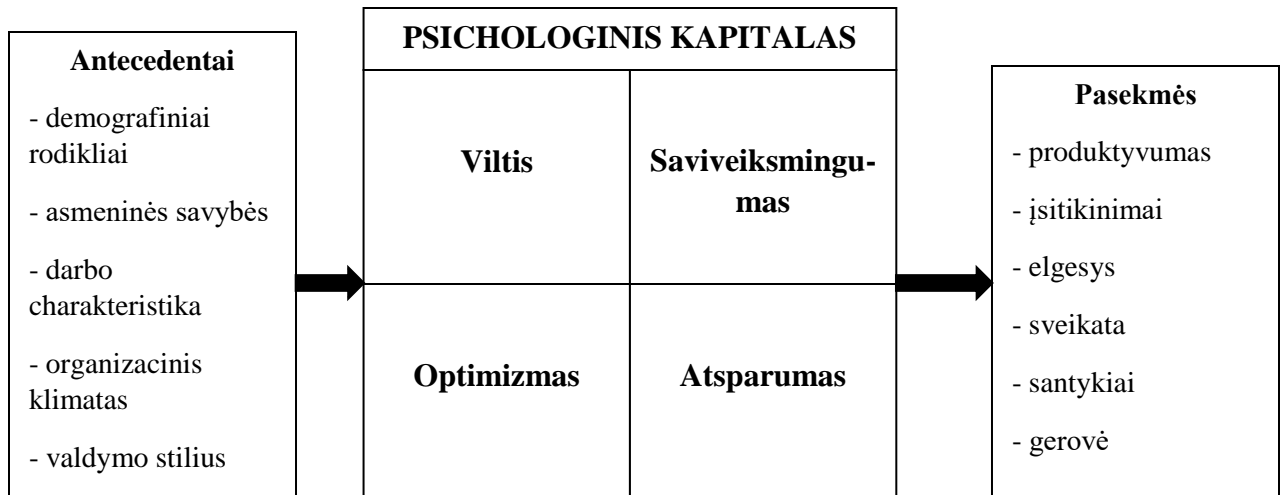 Antecedentai
- demografiniai
rodikliai
- asmeninės savybės
- darbo
charakteristika
- organizacinis
klimatas
- valdymo stilius
PSICHOLOGINIS KAPITALAS
Viltis
Saviveiksmingu-
mas
Optimizmas
Atsparumas
Pasekmės
- produktyvumas
- įsitikinimai
- elgesys
- sveikata
- santykiai
- gerovė